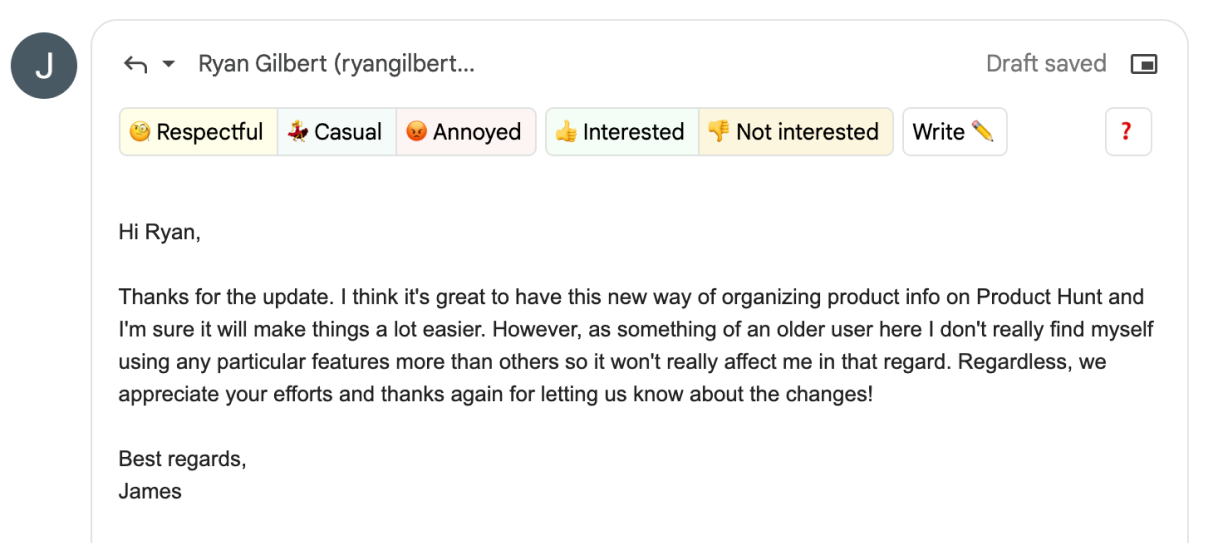 J
Ryan Gilbert (ryangilbert...
Draft saved
Respectful
Casual
Annoyed
Interested
Not interested
Write
?
Hi Ryan,
Thanks for the update. I think it's great to have this new way of organizing product info on Product Hunt and
I'm sure it will make things a lot easier. However, as something of an older user here I don't really find myself
using any particular features more than others so it won't really affect me in that regard. Regardless, we
appreciate your efforts and thanks again for letting us know about the changes!
Best regards,
James